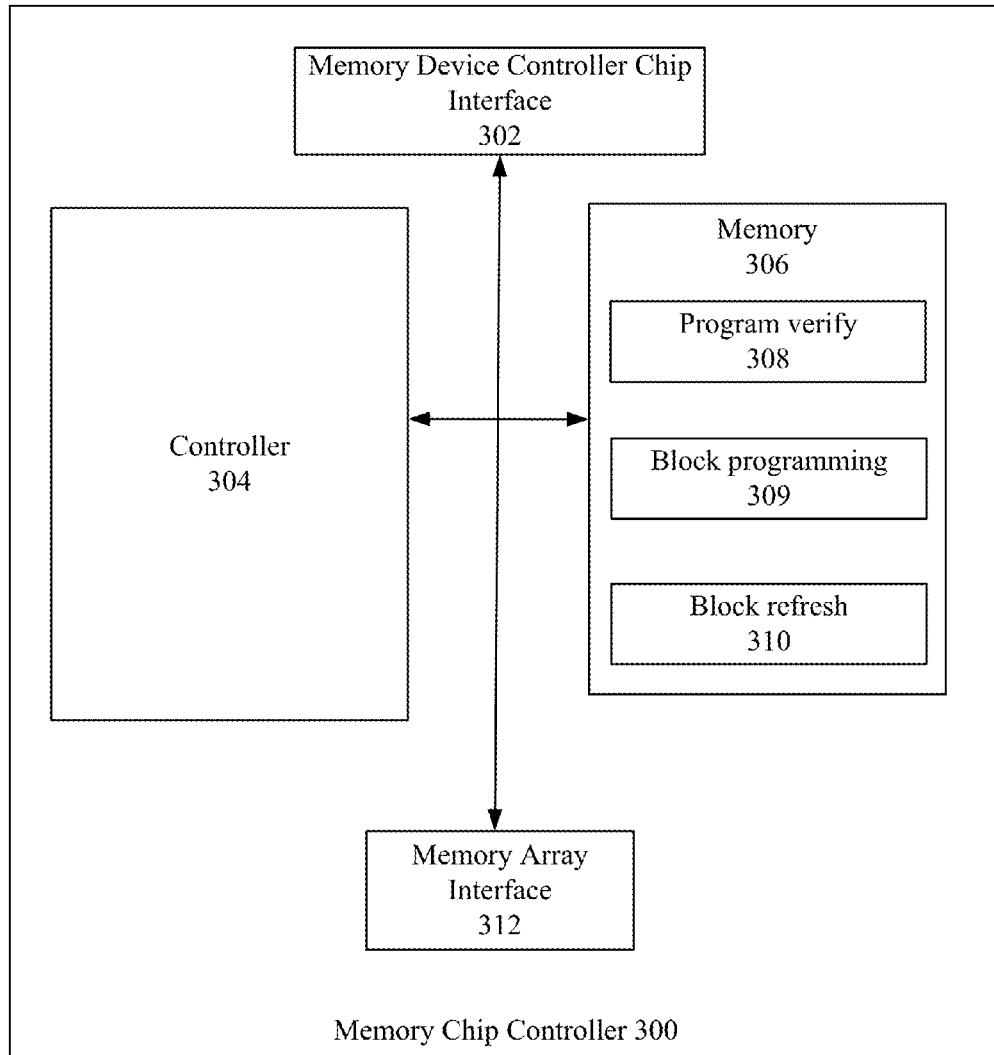 Memory Device Controller Chip
Interface
302
Controller
304
Memory
306
Program verify
308
Block programming
309
Block refresh
310
Memory Array
Interface
312
Memory Chip Controller 300